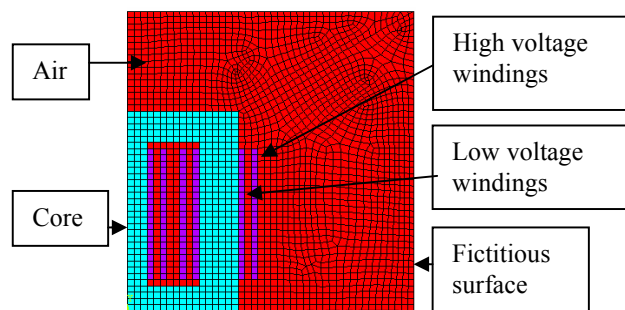 Air
Core
High voltage
windings
Low voltage
windings
Fictitious
surface